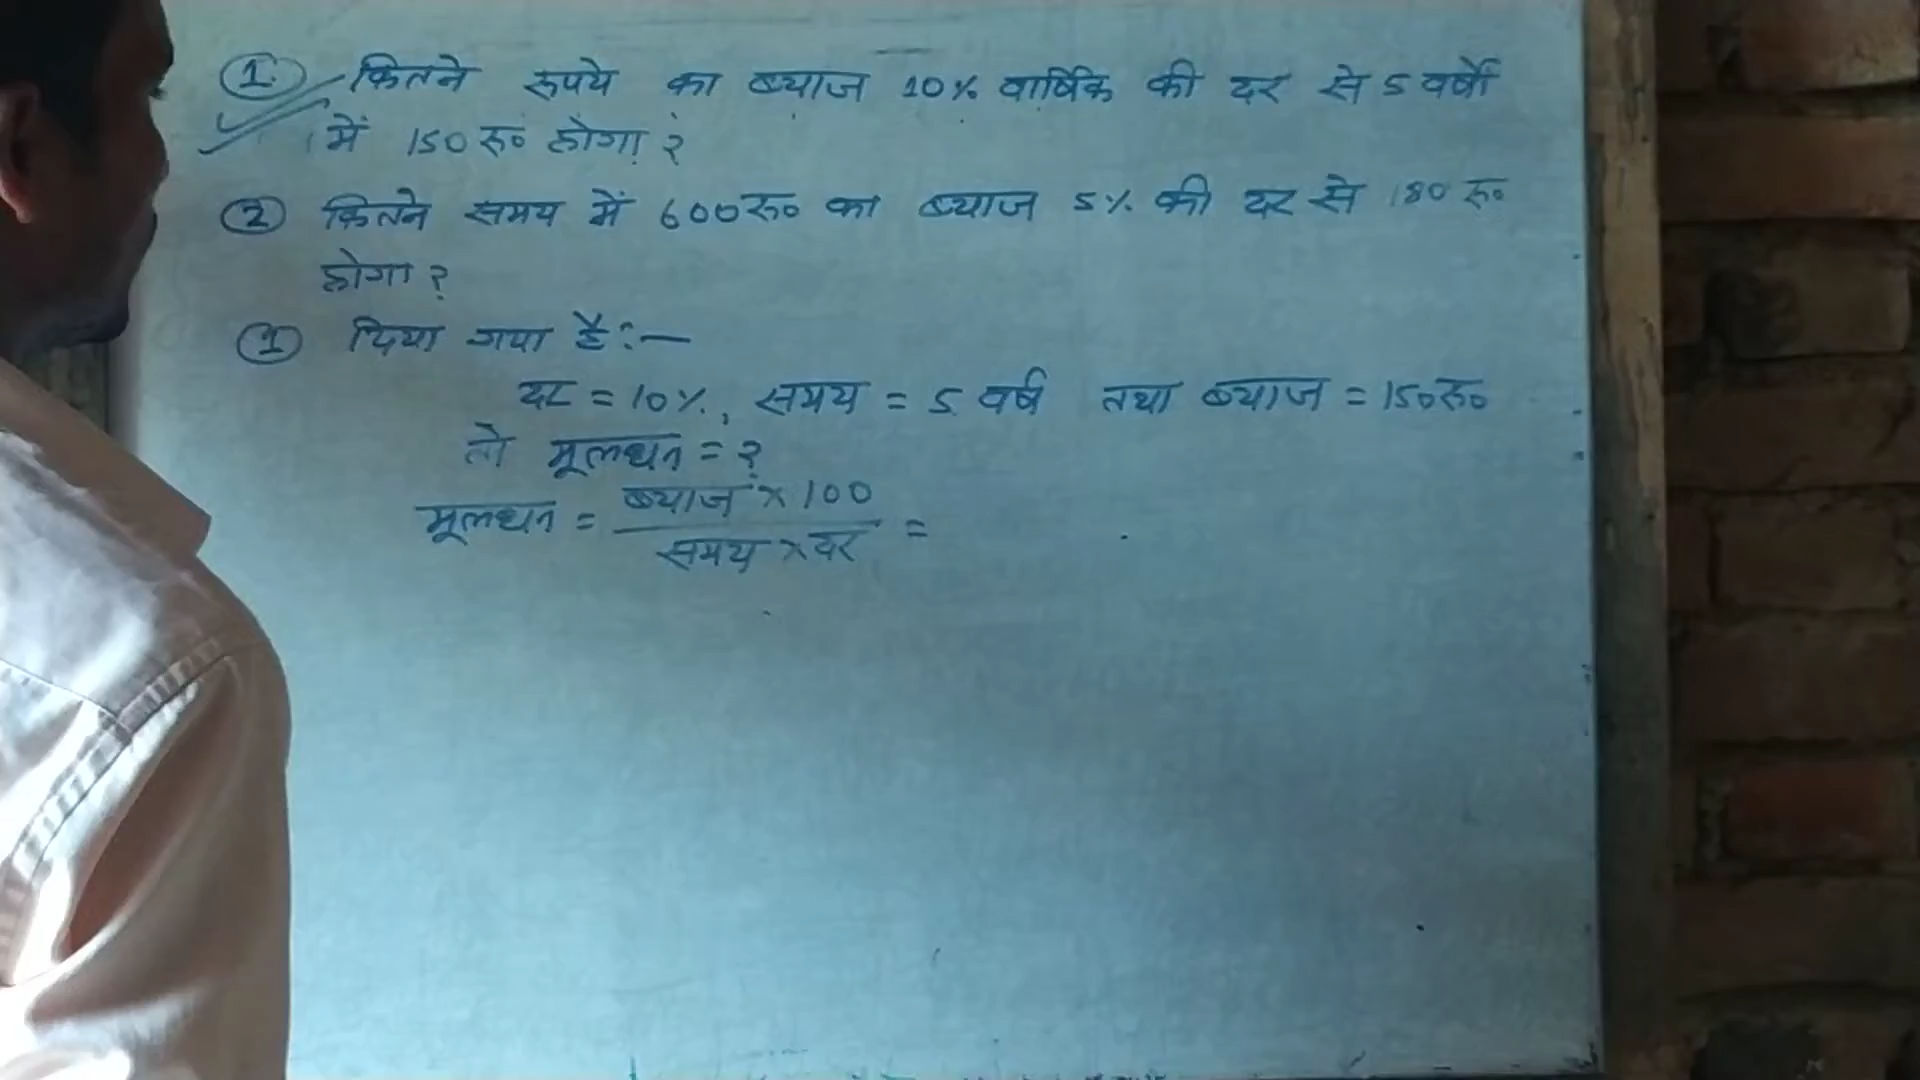 ① कितने रुपये का ब्याज 10% वार्षिक की दर से 5 वर्षों
में 150 रु० होगा ?
② कितने समय में 600 रु० का ब्याज 5% की दर से 180 रु०
होगा ?
① दिया गया है :—
दर = 10%, समय = 5 वर्ष तथा ब्याज = 150 रु०
तो मूलधन = ?
मूलधन = ब्याज × 100 / समय × दर =